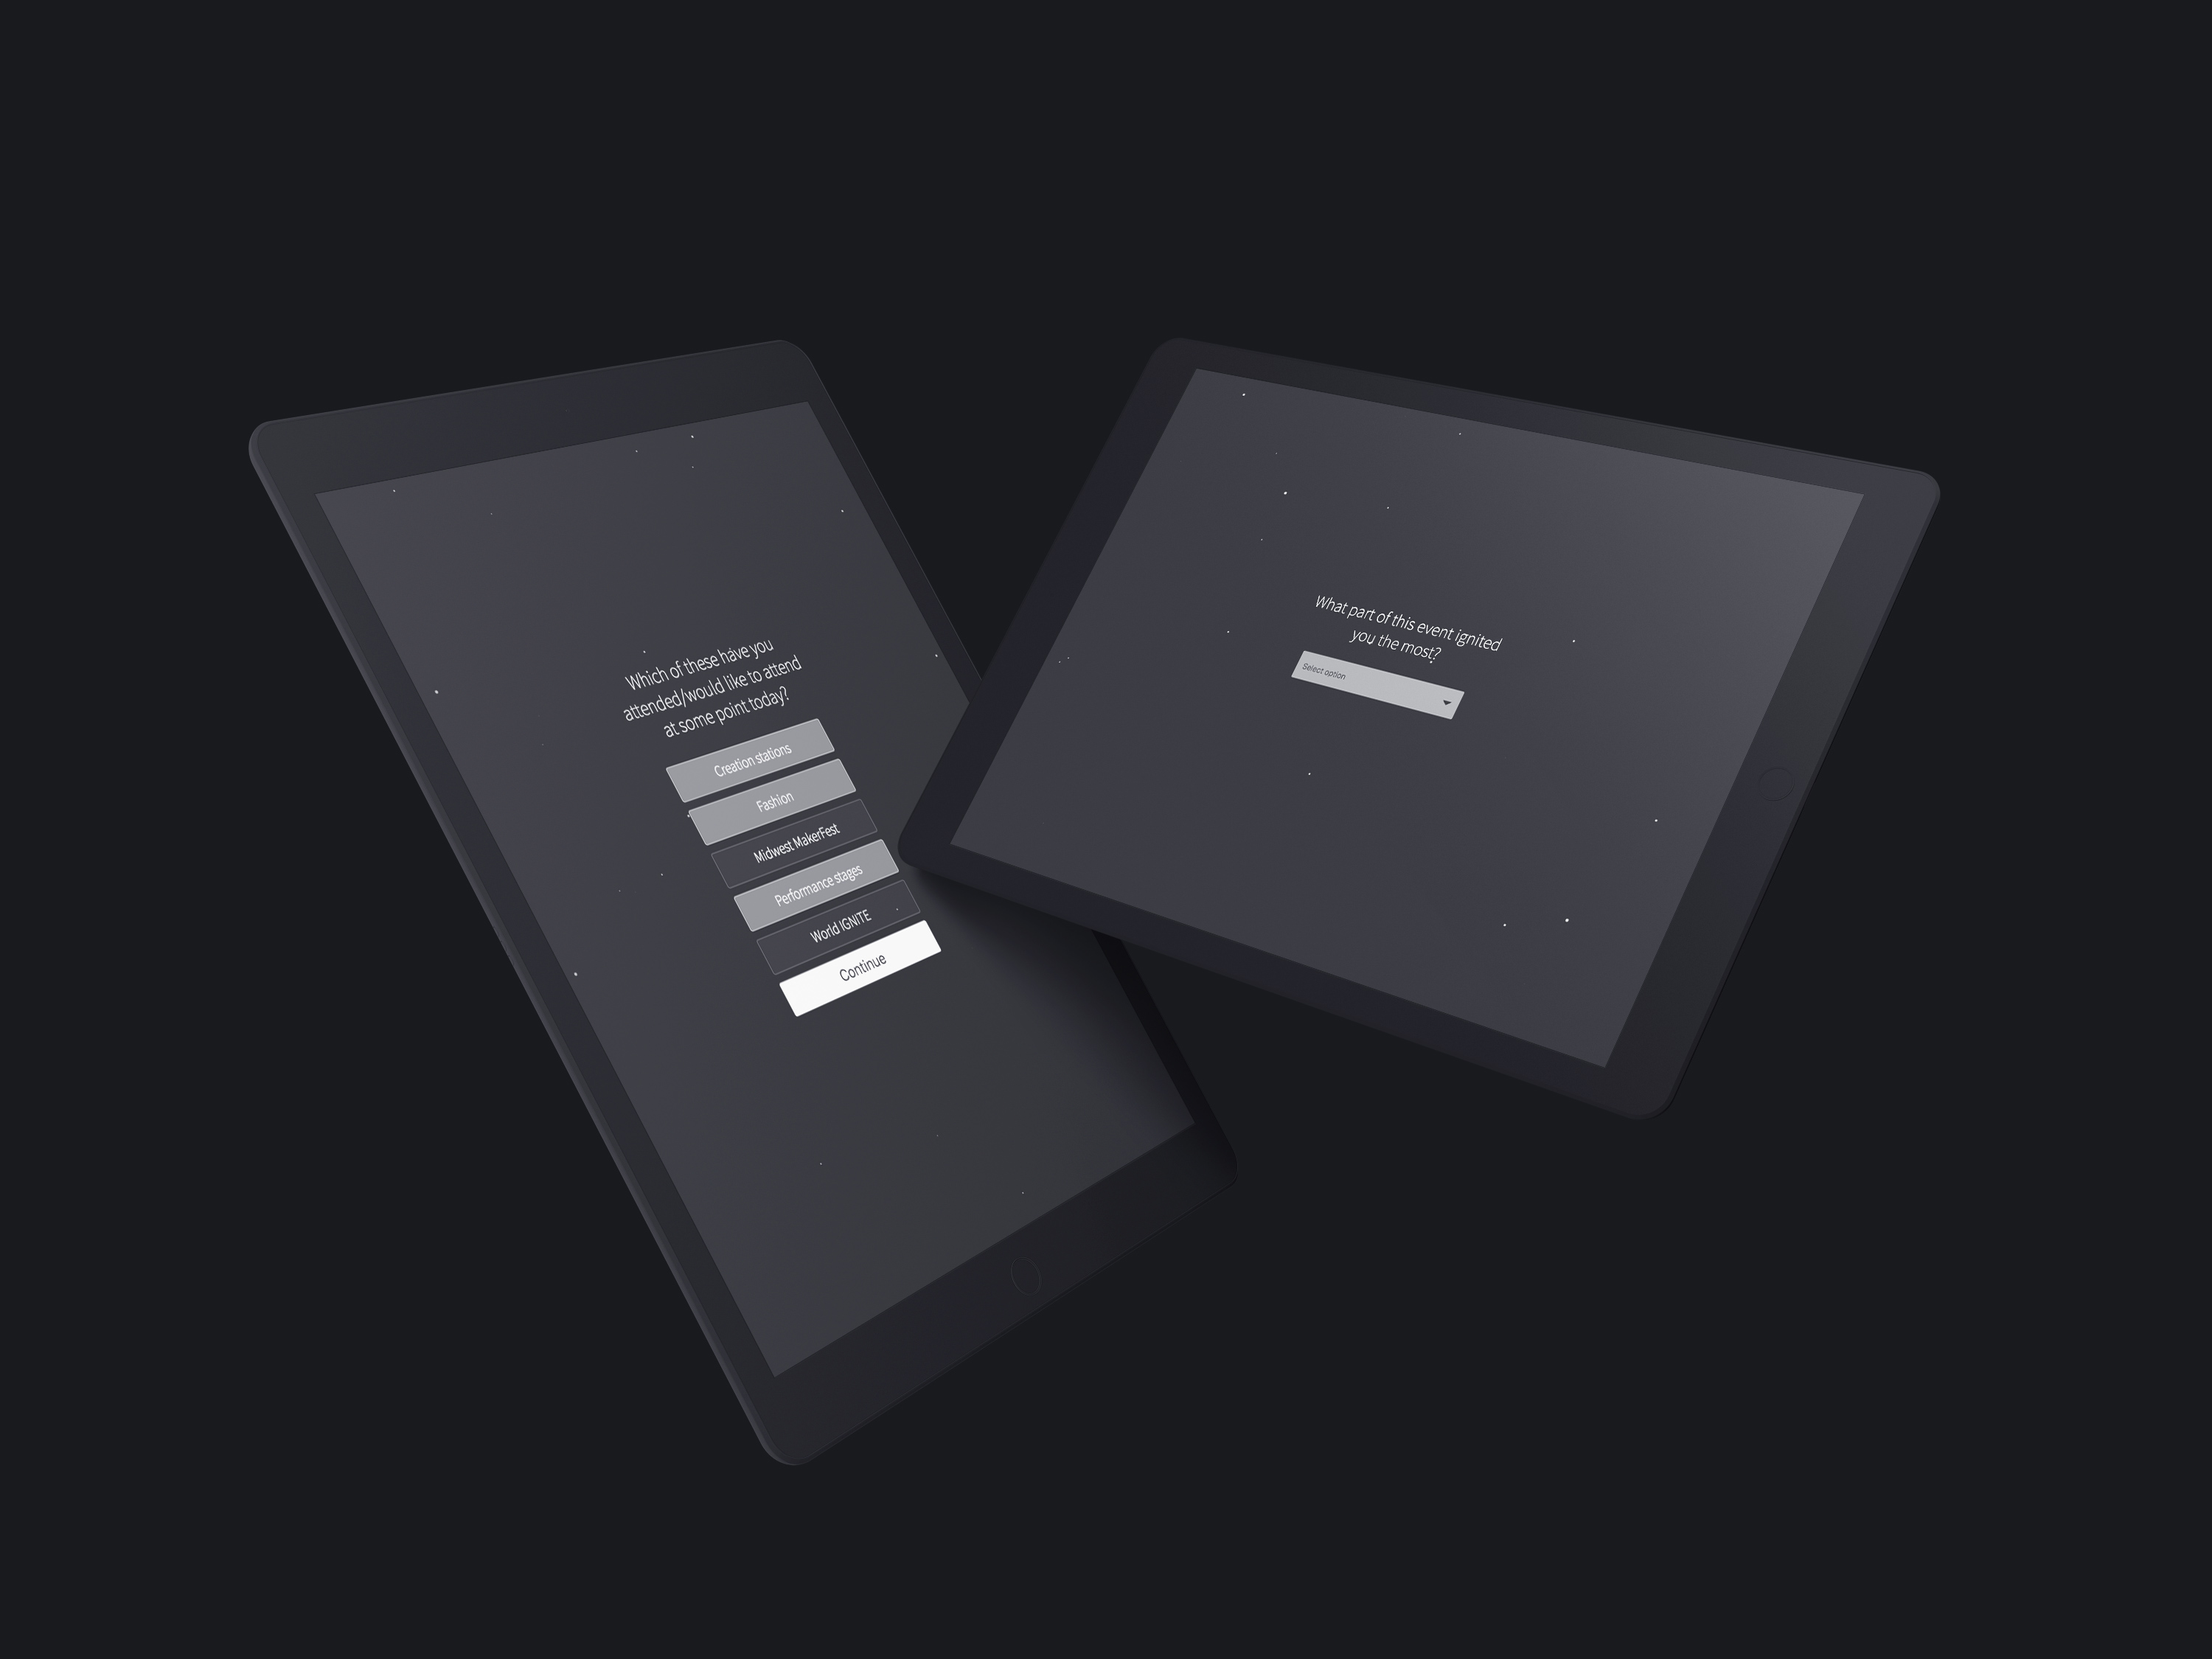 Which of these have you
attended/would like to attend
at some point today?
Creation stations
Fashion
Midwest MakerFest
Performance stages
World IGNITE
Continue
What part of this event ignited
you the most?
Select option